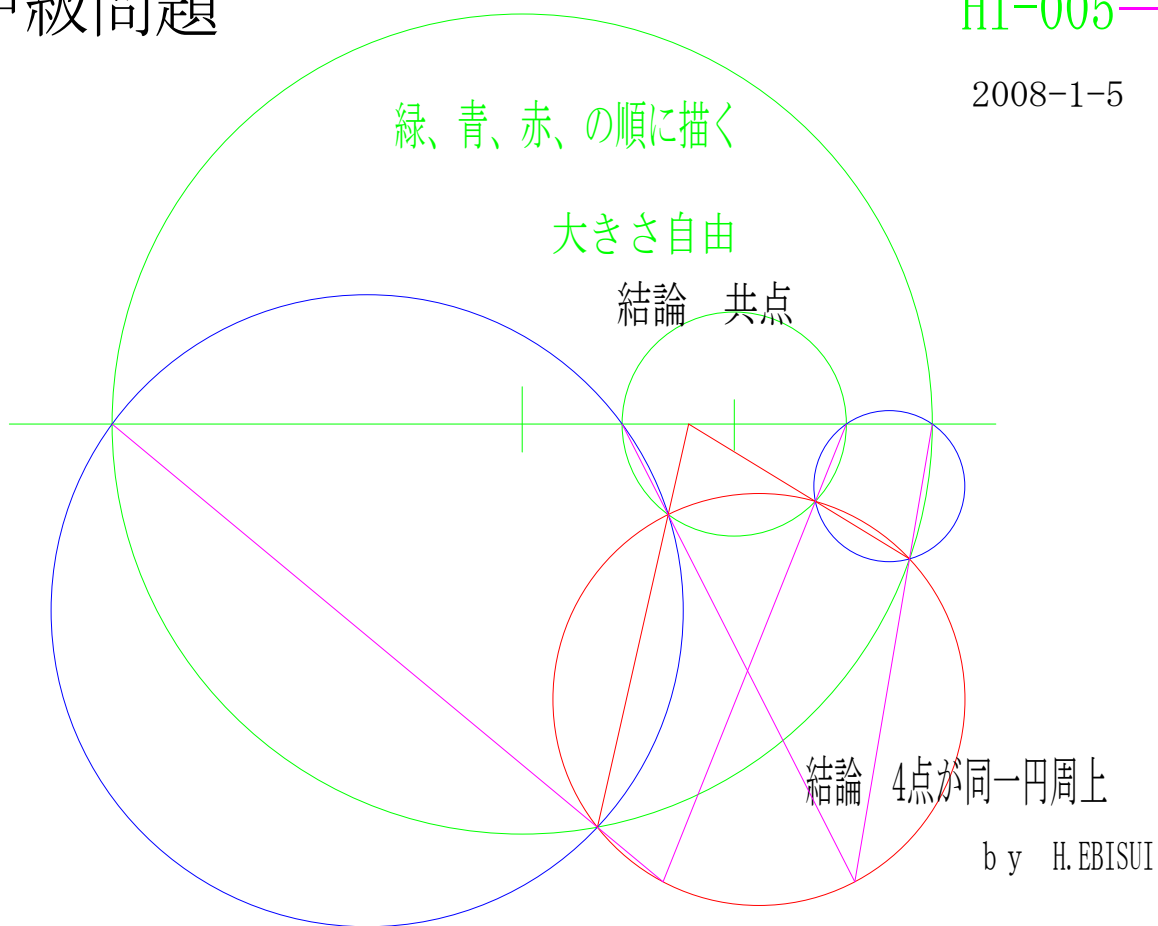 級問題
HI-005
2008-1-5
緑、青、赤、の順に描く
大きさ自由
結論　共点
結論　4点が同一円周上
by H.EBISUI